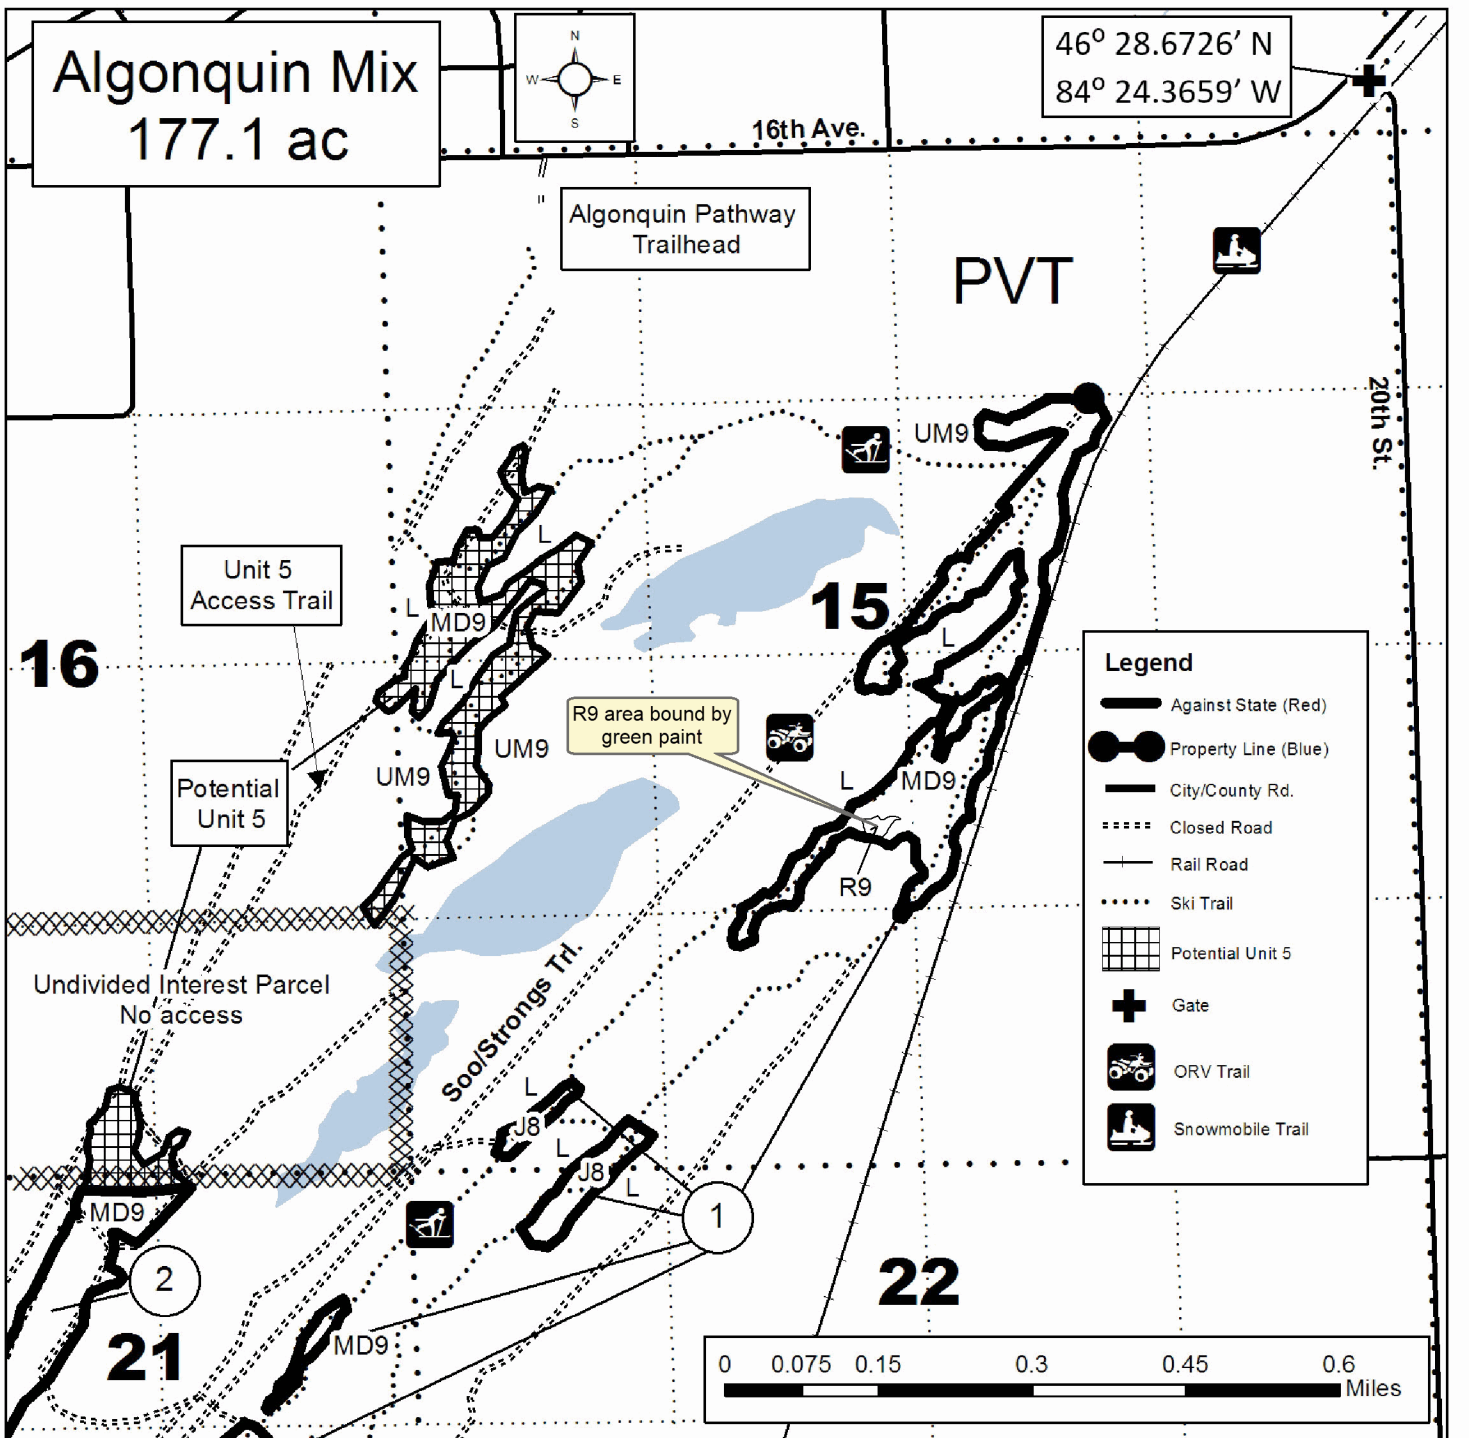 Algonquin Mix
177.1 ac
N
W
E
S
46° 28.6726' N
84° 24.3659' W
16th Ave.
Algonquin Pathway
Trailhead
PVT
20th St.
UM9
L
Unit 5
Access Trail
L
MD9
15
16
L
L
R9 area bound by
green paint
UM9
UM9
Potential
Unit 5
L
MD9
R9
Legend
Against State (Red)
Property Line (Blue)
City/County Rd.
Closed Road
Rail Road
Ski Trail
Potential Unit 5
Gate
ORV Trail
Snowmobile Trail
Undivided Interest Parcel
No access
Soo/Strongs Trl.
L
J8
L
J8
L
MD9
1
2
22
21
MD9
0 0.075 0.15 0.3 0.45 0.6
Miles